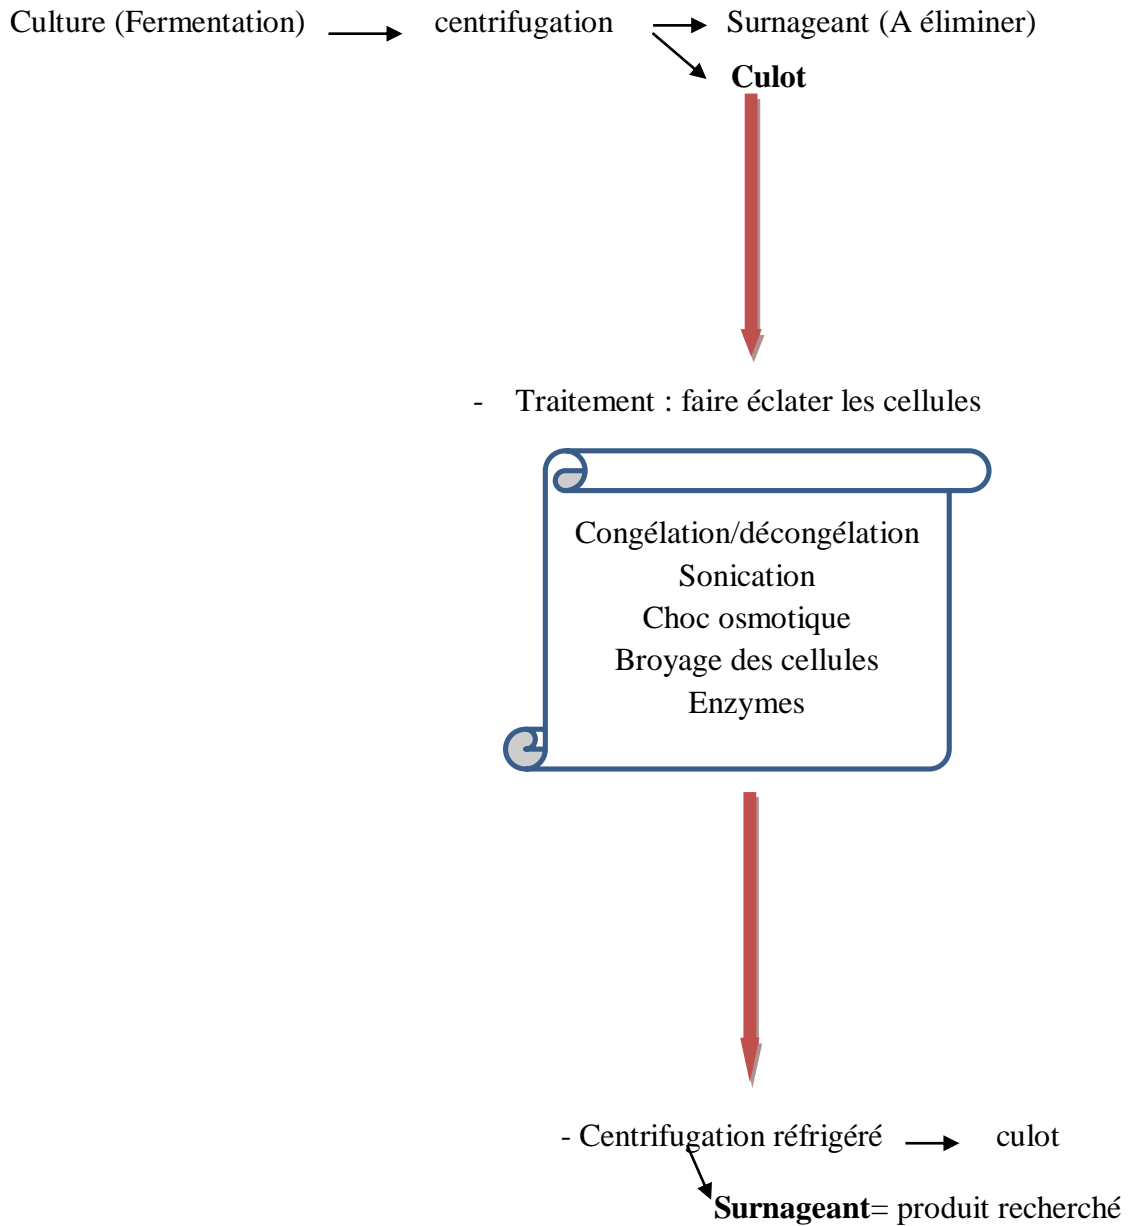 Culture (Fermentation) centrifugation Surnageant (A éliminer)
Culot
- Traitement : faire éclater les cellules
Congélation/décongélation
Sonication
Choc osmotique
Broyage des cellules
Enzymes
- Centrifugation réfrigéré culot
Surnageant= produit recherché